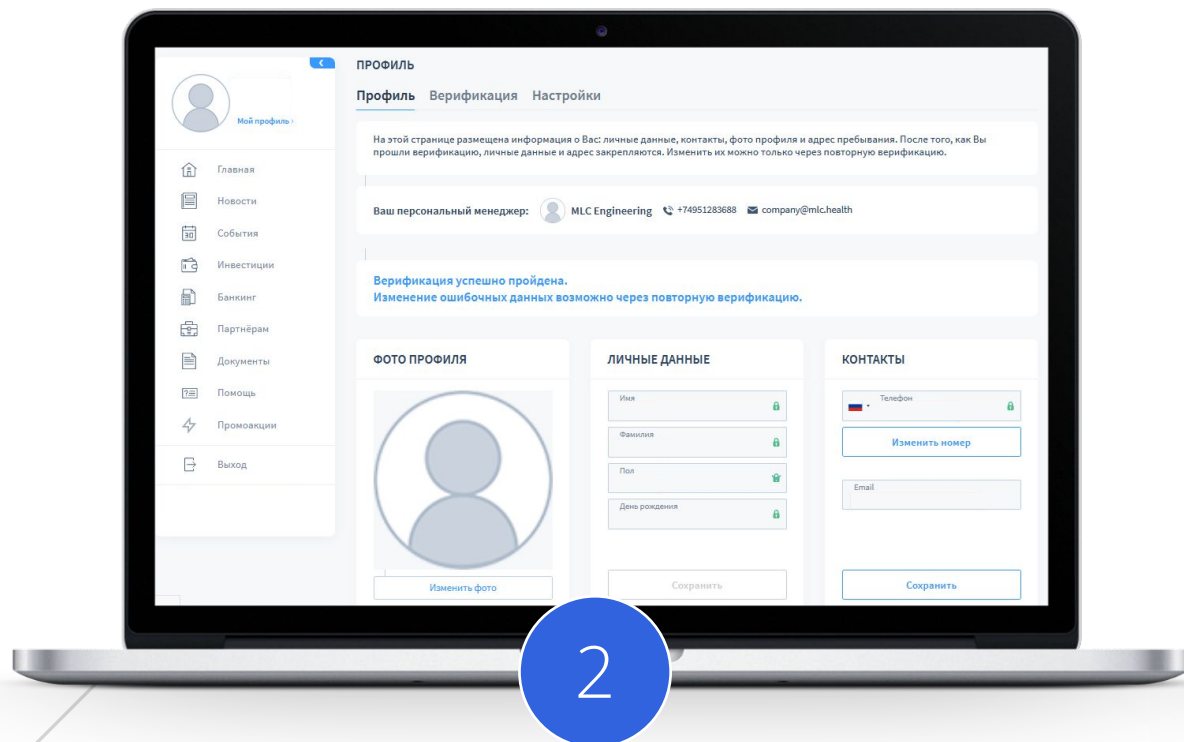 Мой профиль ›
Главная
Новости
30
События
Инвестиции
Банкинг
Партнёрам
Документы
Помощь
Промоакции
Выход
ПРОФИЛЬ
Профиль Верификация Настройки
На этой странице размещена информация о Вас: личные данные, контакты, фото профиля и адрес пребывания. После того, как Вы
прошли верификацию, личные данные и адрес закрепляются. Изменить их можно только через повторную верификацию.
Ваш персональный менеджер: MLC Engineering +74951283688 company@mlc.health
Верификация успешно пройдена.
Изменение ошибочных данных возможно через повторную верификацию.
ФОТО ПРОФИЛЯ
Изменить фото
ЛИЧНЫЕ ДАННЫЕ
Имя
Фамилия
Пол
День рождения
Сохранить
КОНТАКТЫ
Телефон
Изменить номер
Email
Сохранить
2